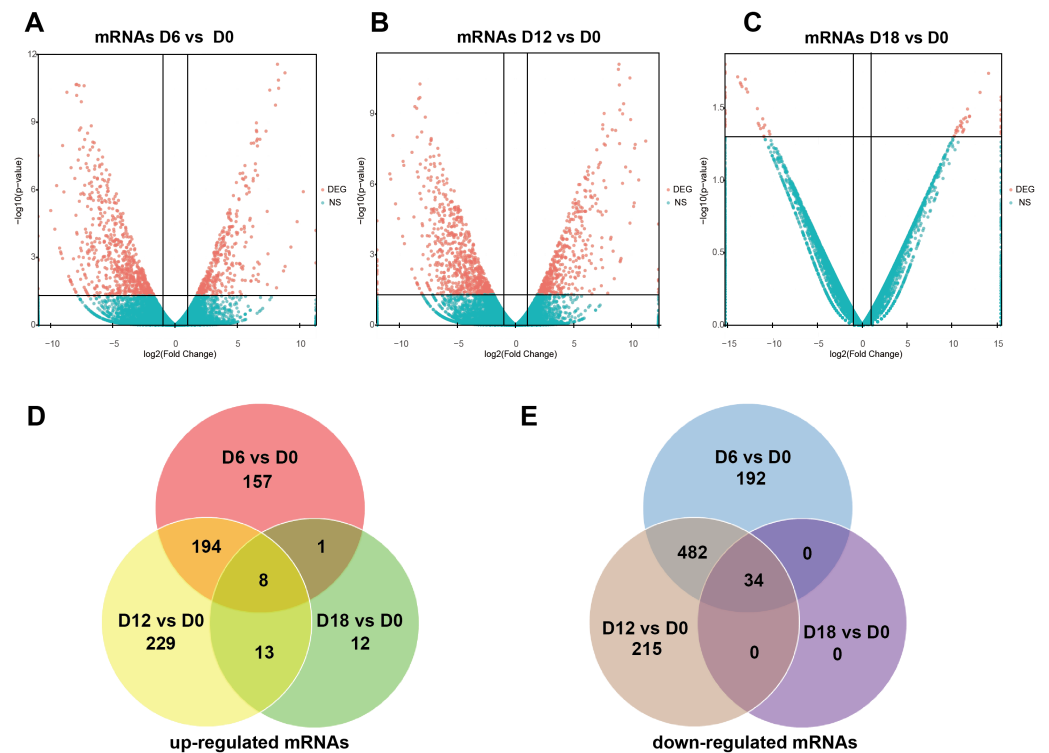 A
mRNAs D6 vs D0
12
9
6
3
0
−log10(p−value)
−10
−5
0
5
10
log2(Fold Change)
DEG
NS
B
mRNAs D12 vs D0
9
6
3
0
−log10(p−value)
−10
−5
0
5
10
log2(Fold Change)
DEG
NS
C
mRNAs D18 vs D0
1.5
1.0
0.5
0.0
−log10(p−value)
−15
−10
−5
0
5
10
15
log2(Fold Change)
DEG
NS
D
D6 vs D0
157
194
1
8
D12 vs D0
229
D18 vs D0
12
13
up-regulated mRNAs
E
D6 vs D0
192
482
0
34
D12 vs D0
215
D18 vs D0
0
0
down-regulated mRNAs